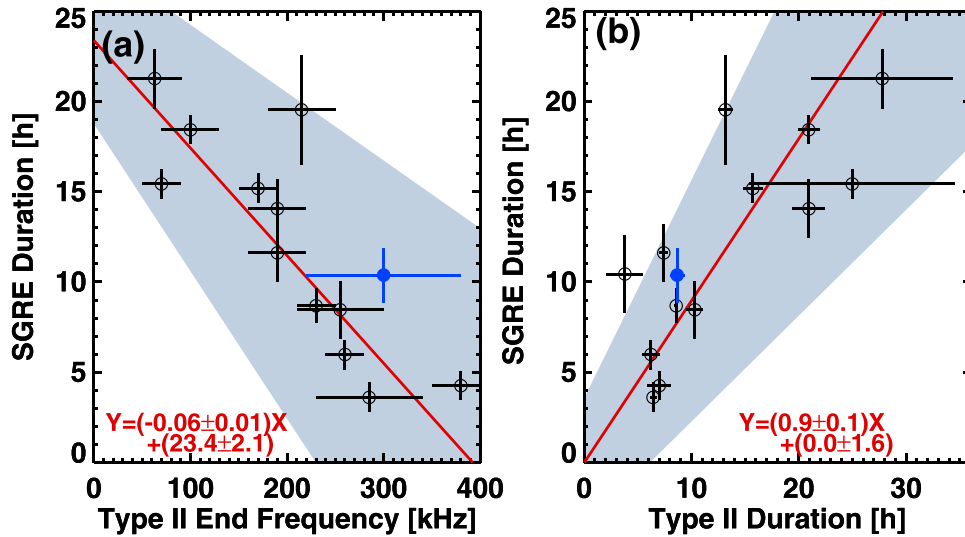 (a)
SGRE Duration [h]
25
20
15
10
5
0
Y=(-0.06±0.01)X
+(23.4±2.1)
0 100 200 300 400
Type II End Frequency [kHz]
(b)
SGRE Duration [h]
25
20
15
10
5
0
Y=(0.9±0.1)X
+(0.0±1.6)
0 10 20 30
Type II Duration [h]